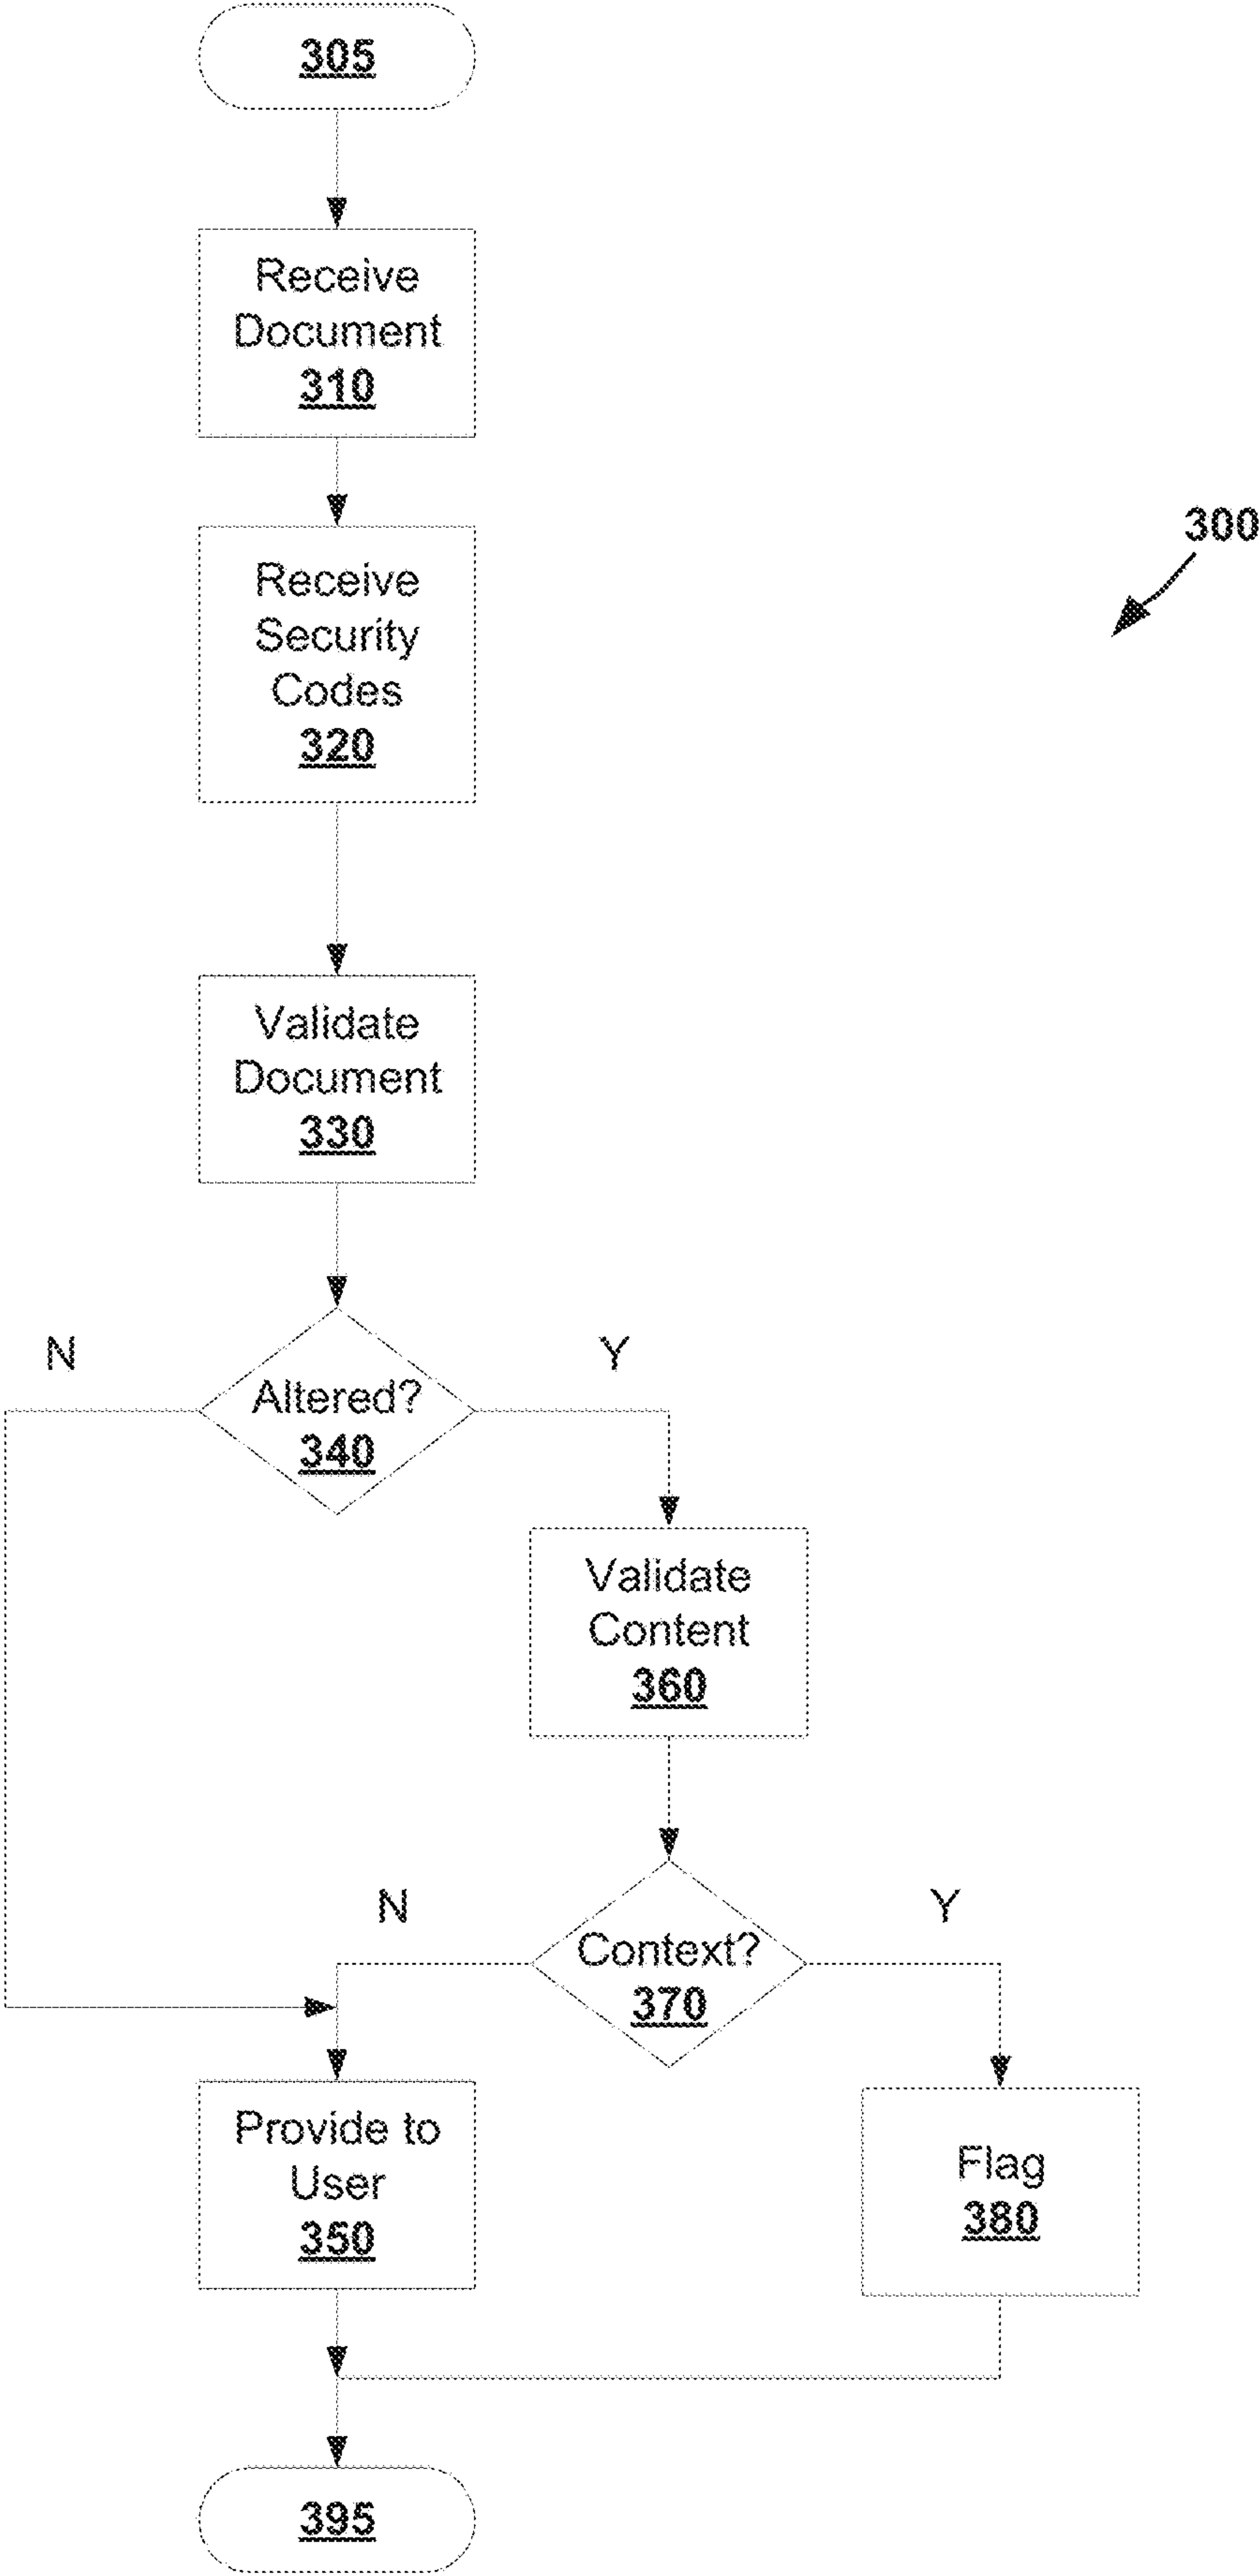 305
Receive
Document
310
300
Receive
Security
Codes
320
Validate
Document
330
N
Y
Altered?
340
Validate
Content
360
N
Y
Context?
370
Provide to
User
350
Flag
380
395